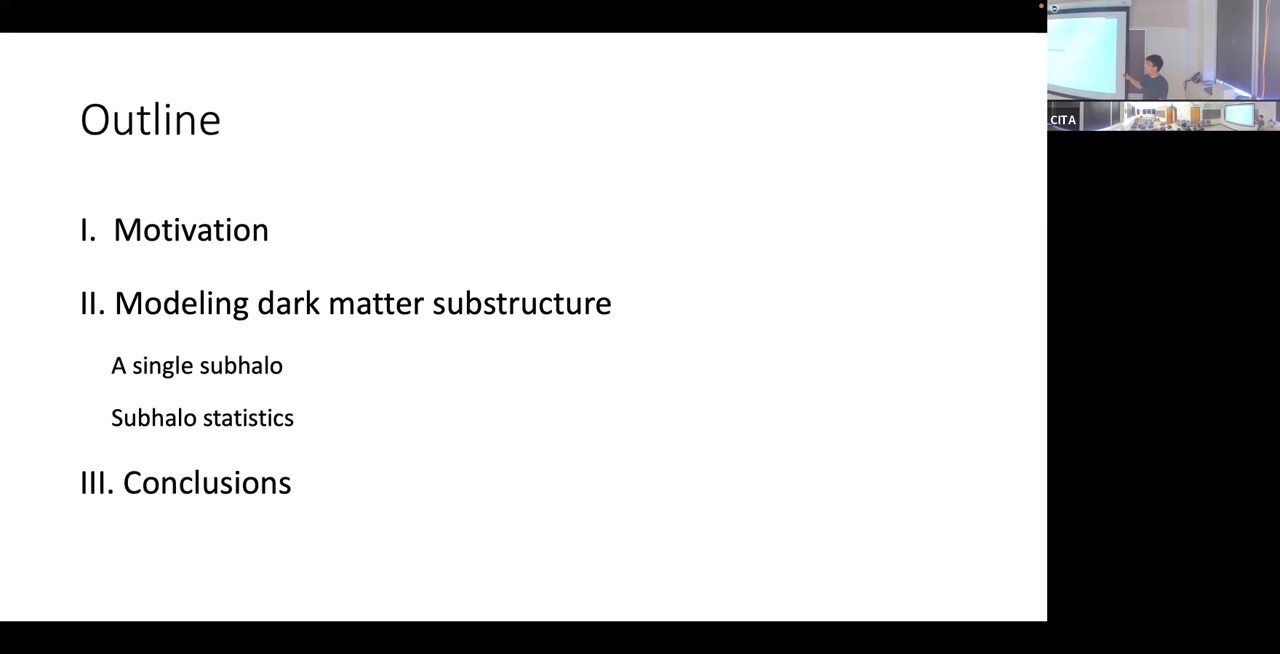 Outline
I. Motivation
II. Modeling dark matter substructure
A single subhalo
Subhalo statistics
III. Conclusions
CITA